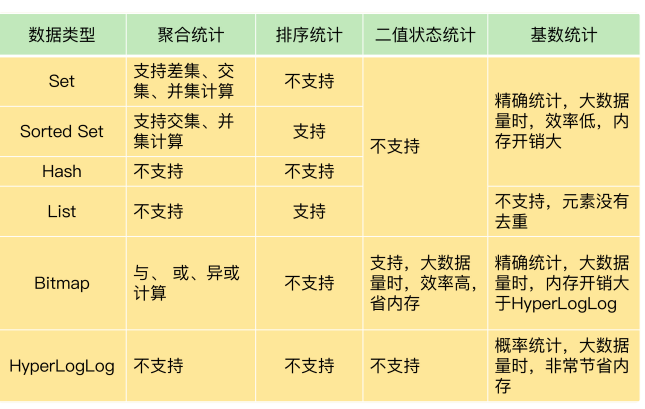 数据类型
聚合统计
排序统计
二值状态统计
基数统计
Set
支持差集、交
集、并集计算
不支持
不支持
精确统计，大数据
量时，效率低，内
存开销大
Sorted Set
支持交集、并
集计算
支持
Hash
不支持
不支持
List
不支持
支持
不支持，元素没有
去重
Bitmap
与、 或、异或
计算
不支持
支持，大数据
量时，效率高，
省内存
精确统计，大数据
量时，内存开销大
于HyperLogLog
HyperLogLog
不支持
不支持
不支持
概率统计，大数据
量时，非常节省内
存